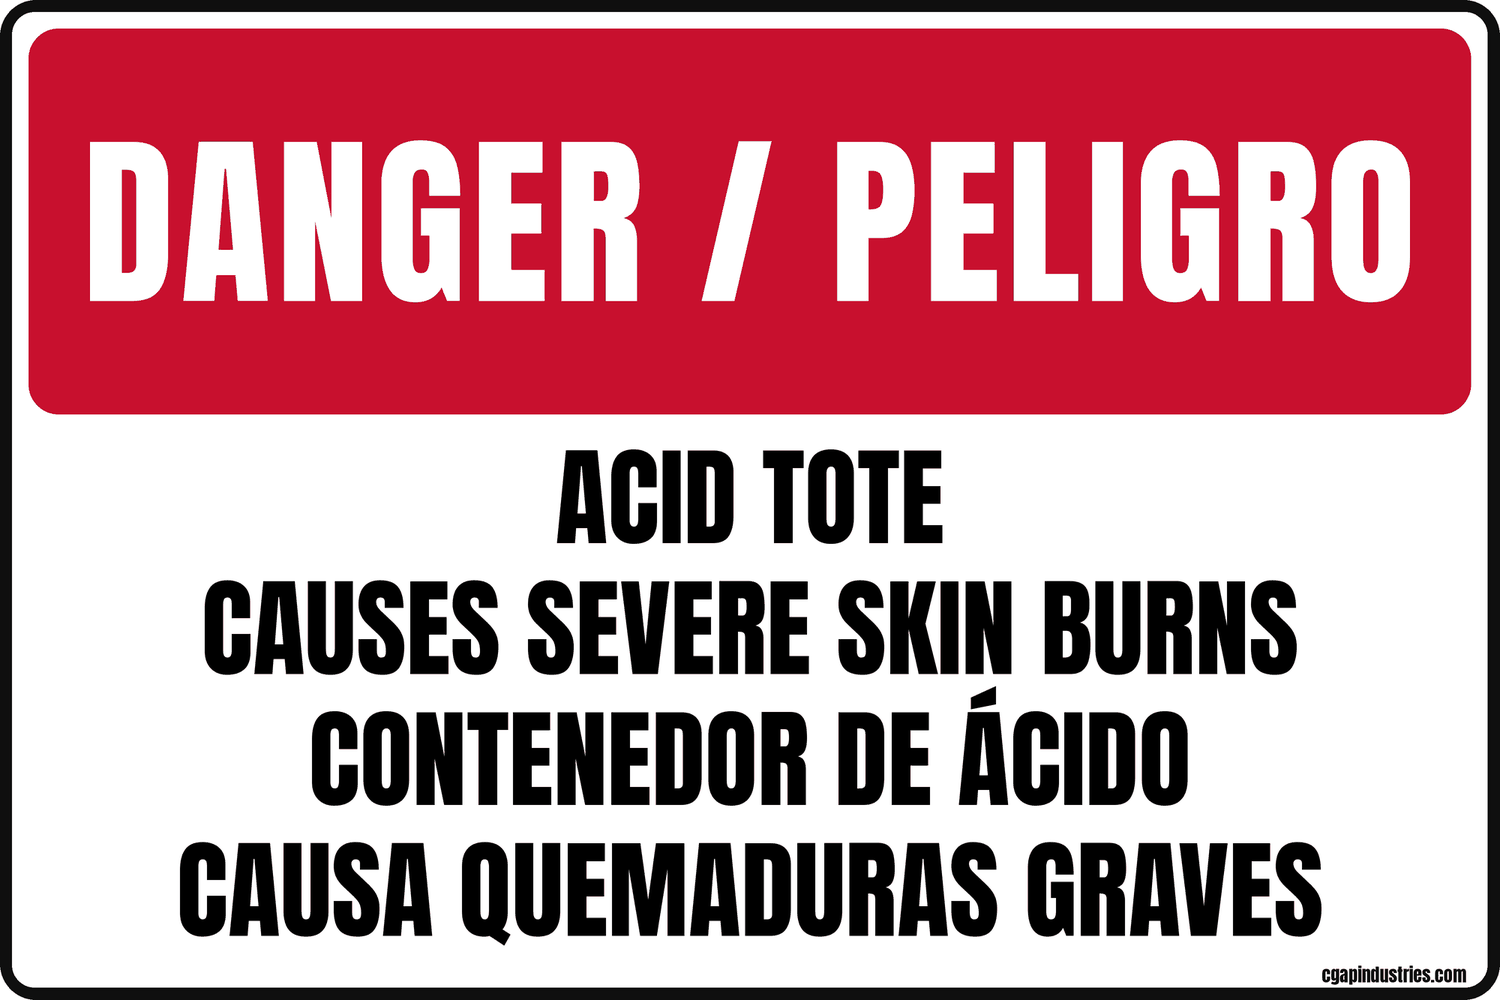 DANGER / PELIGRO
ACID TOTE
CAUSES SEVERE SKIN BURNS
CONTENEDOR DE ÁCIDO
CAUSA QUEMADURAS GRAVES
cgapindustries.com